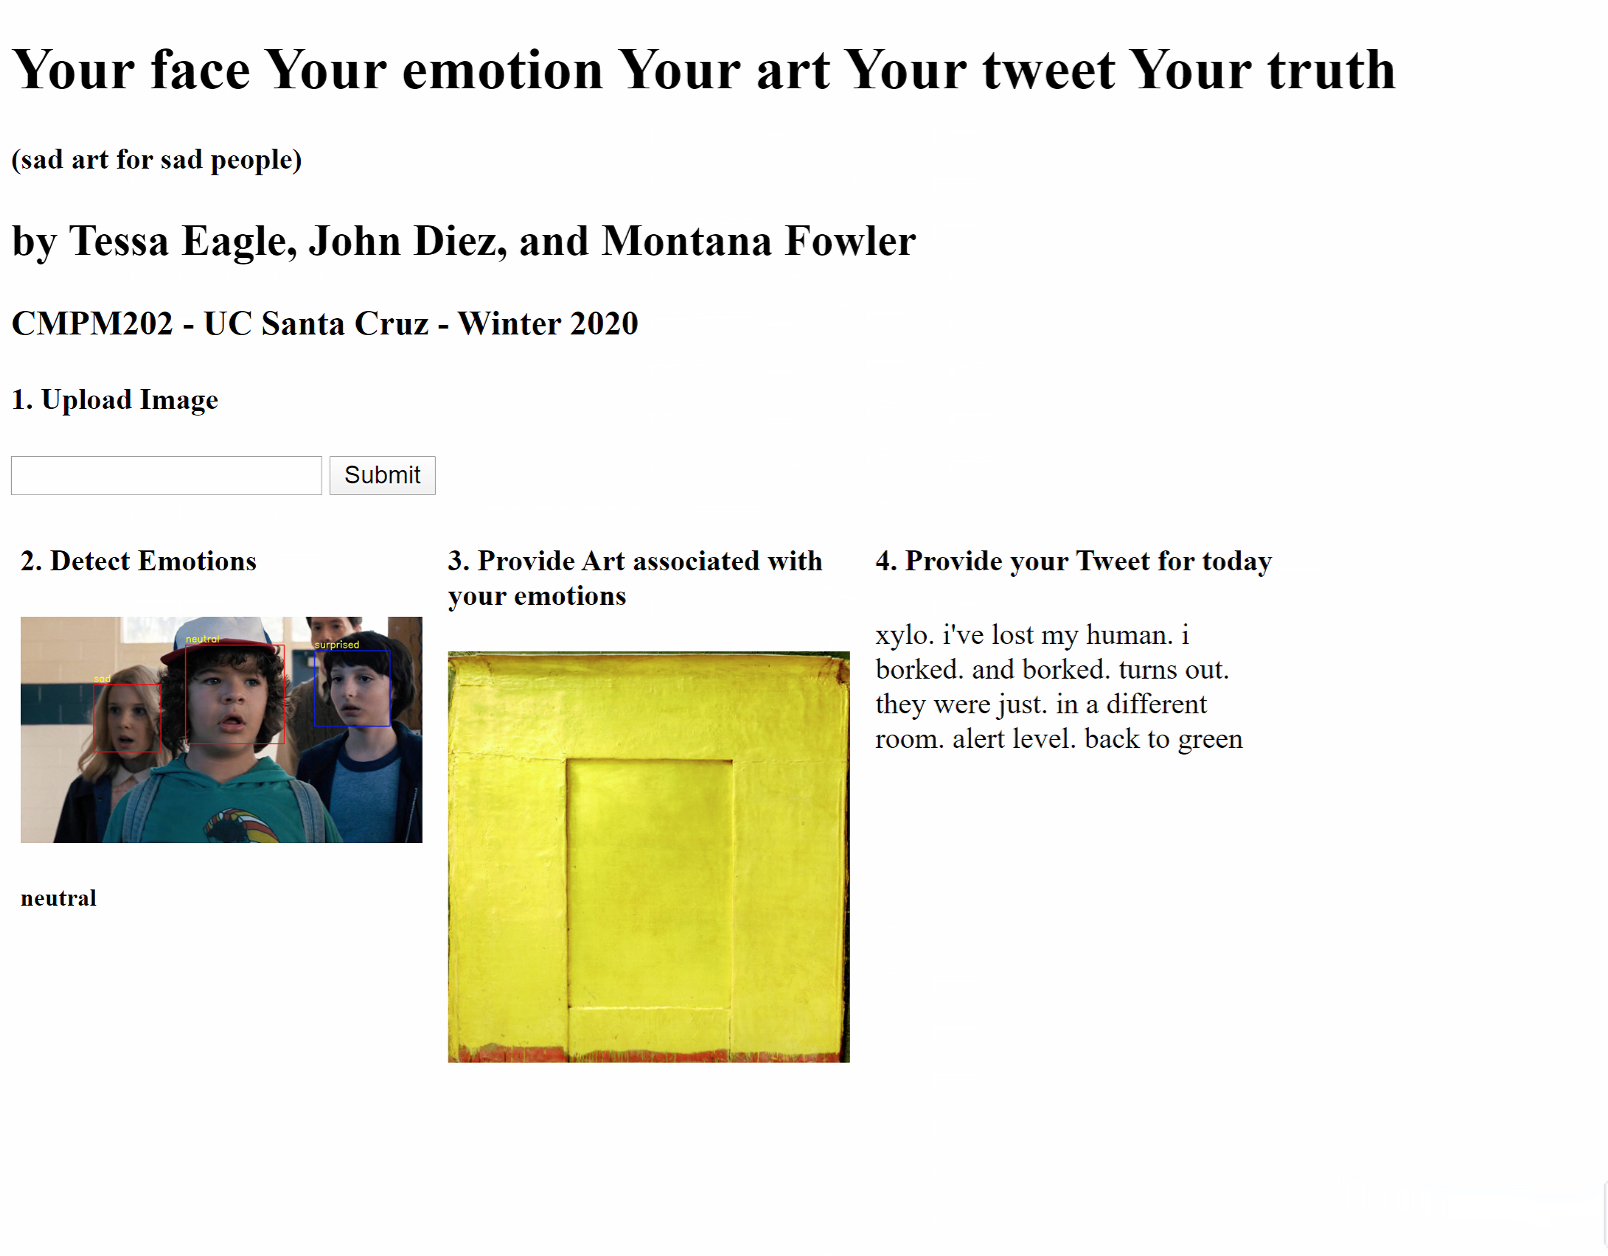 Your face Your emotion Your art Your tweet Your truth
(sad art for sad people)
by Tessa Eagle, John Diez, and Montana Fowler
CMPM202 - UC Santa Cruz - Winter 2020
1. Upload Image
Submit
2. Detect Emotions
neutral
surprised
sad
neutral
3. Provide Art associated with
your emotions
4. Provide your Tweet for today
xylo. i've lost my human. i
borked. and borked. turns out.
they were just. in a different
room. alert level. back to green